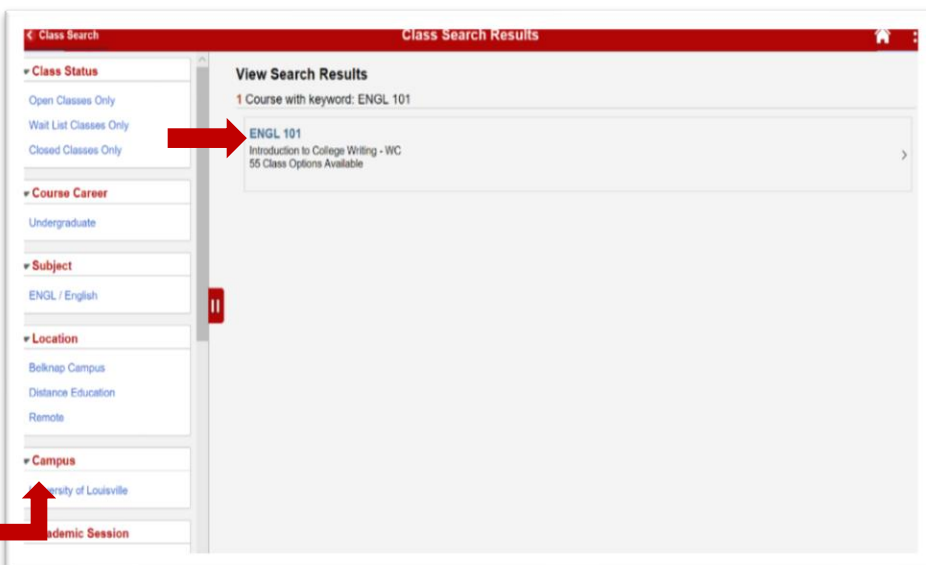 Class Search
Class Search Results
Class Status
Open Classes Only
Wait List Classes Only
Closed Classes Only
Course Career
Undergraduate
Subject
ENGL / English
Location
Belknap Campus
Distance Education
Remote
Campus
of Louisville
Session
View Search Results
1 Course with keyword: ENGL 101
ENGL 101
Introduction to College Writing - WC
55 Class Options Available